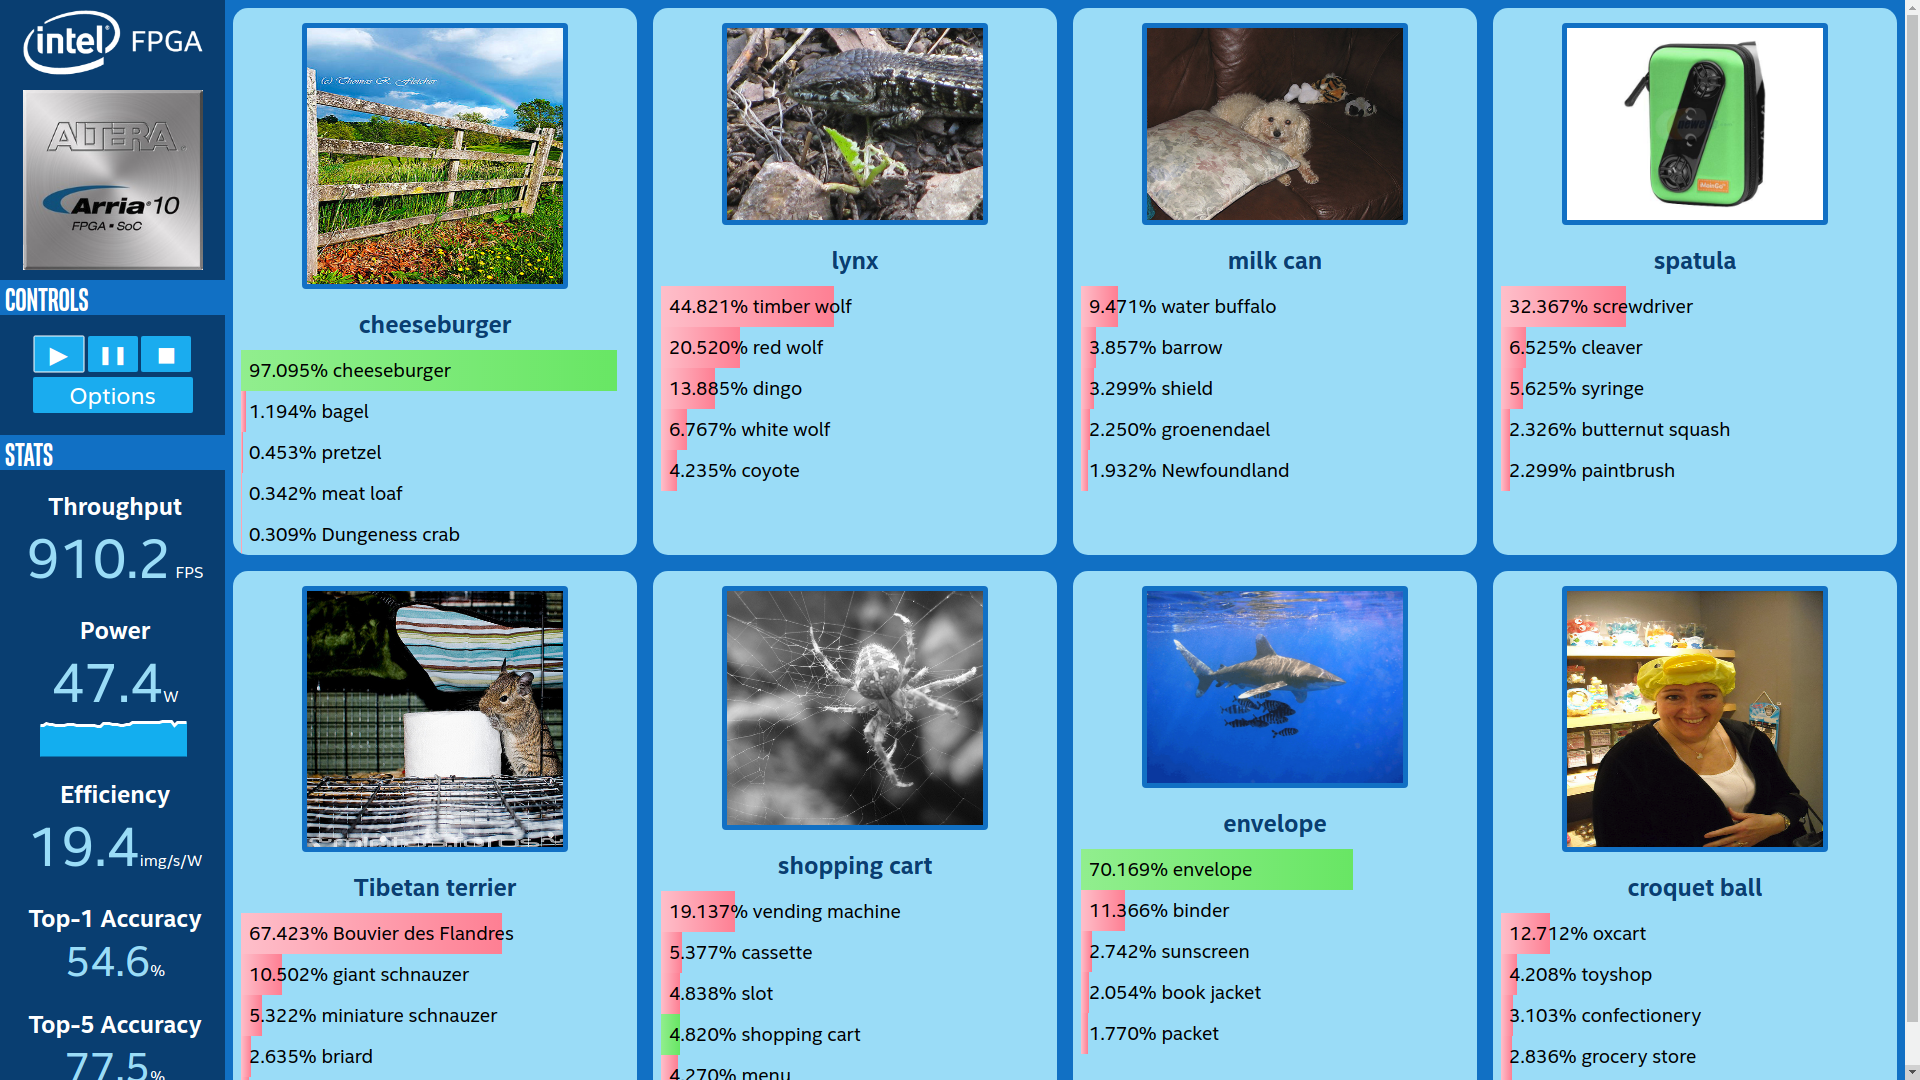 intel® FPGA
ALTERA
Arria 10
FPGA • SoC
CONTROLS
Options
STATS
Throughput
910.2 FPS
Power
47.4 W
Efficiency
19.4 img/s/W
Top-1 Accuracy
54.6 %
Top-5 Accuracy
77.5 %
(c) Thomas R. Fletcher
cheeseburger
97.095% cheeseburger
1.194% bagel
0.453% pretzel
0.342% meat loaf
0.309% Dungeness crab
lynx
44.821% timber wolf
20.520% red wolf
13.885% dingo
6.767% white wolf
4.235% coyote
milk can
9.471% water buffalo
3.857% barrow
3.299% shield
2.250% groenendael
1.932% Newfoundland
spatula
32.367% screwdriver
6.525% cleaver
5.625% syringe
2.326% butternut squash
2.299% paintbrush
Tibetan terrier
67.423% Bouvier des Flandres
10.502% giant schnauzer
5.322% miniature schnauzer
2.635% briard
shopping cart
19.137% vending machine
5.377% cassette
4.838% slot
4.820% shopping cart
4.270% menu
envelope
70.169% envelope
11.366% binder
2.742% sunscreen
2.054% book jacket
1.770% packet
croquet ball
12.712% oxcart
4.208% toyshop
3.103% confectionery
2.836% grocery store